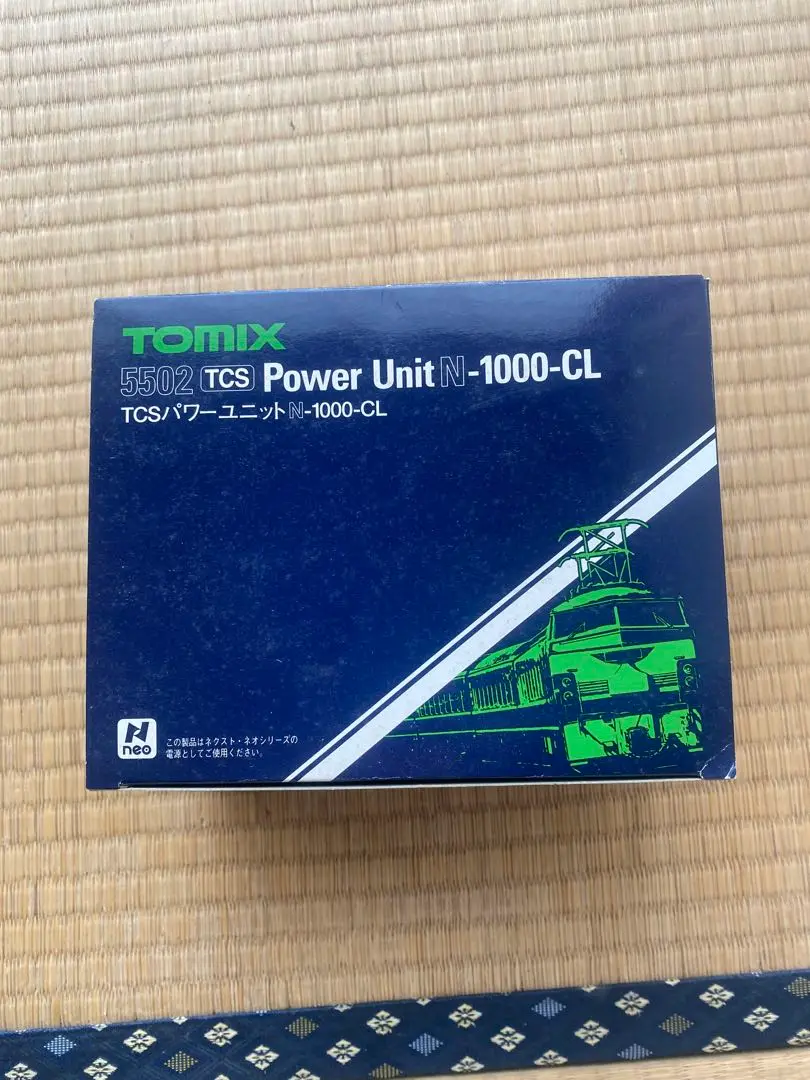 TOMIX
5502 TCS Power Unit N-1000-CL
TCSパワーユニットN-1000-CL
N
neo
この製品はネクスト・ネオシリーズの
電源としてご使用ください。